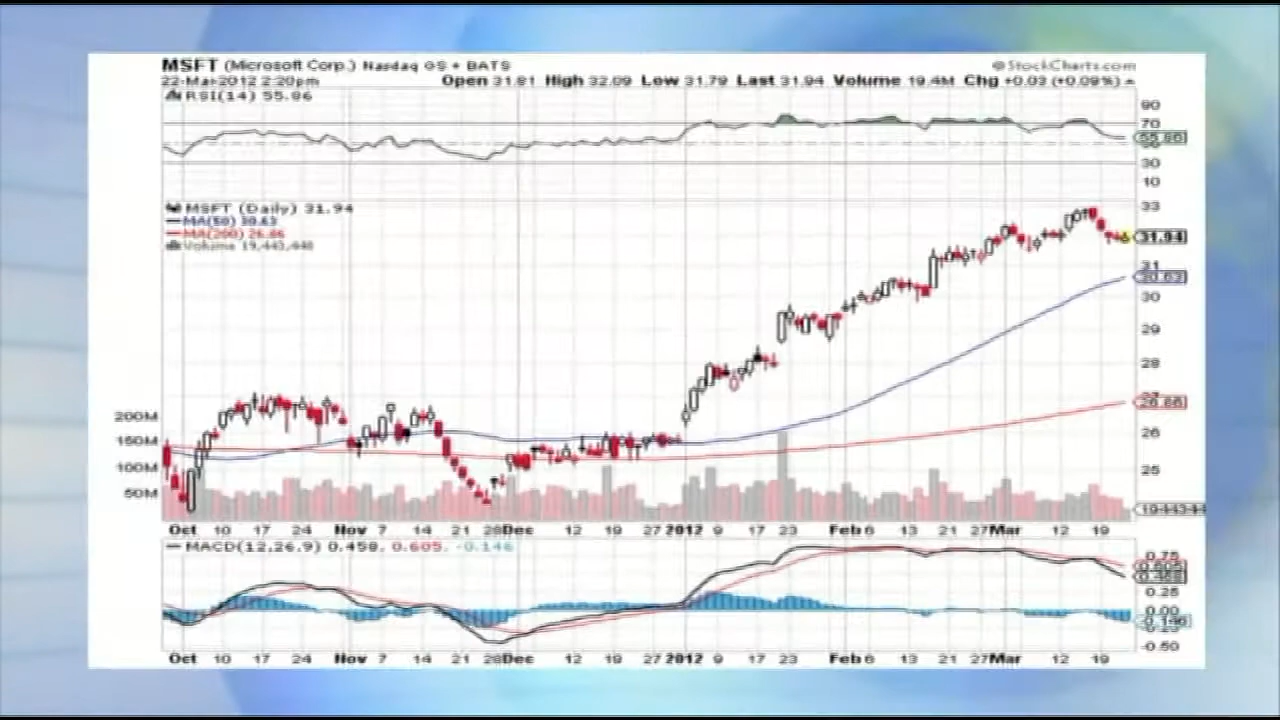 MSFT (Microsoft Corp.) Nasdaq GS + BATS
@StockCharts.com
22-Mar-2012 2:20pm
Open 31.81 High 32.09 Low 31.79 Last 31.94 Volume 19.4M Chg +0.03 (+0.09%)
RSI(14) 55.86
90
70
55.86
50
30
10
MSFT (Daily) 31.94
MA(50) 30.63
MA(200) 26.86
Volume 19,443,448
33
31.94
31
30.63
30
29
28
27
26.86
26
25
200M
150M
100M
50M
Oct 10 17 24 Nov 7 14 21 28 Dec 12 19 27 2012 9 17 23 Feb 6 13 21 27 Mar 12 19
MACD(12,26,9) 0.458, 0.605, -0.146
0.75
0.605
0.458
0.25
0.00
-0.146
-0.25
-0.50
Oct 10 17 24 Nov 7 14 21 28 Dec 12 19 27 2012 9 17 23 Feb 6 13 21 27 Mar 12 19